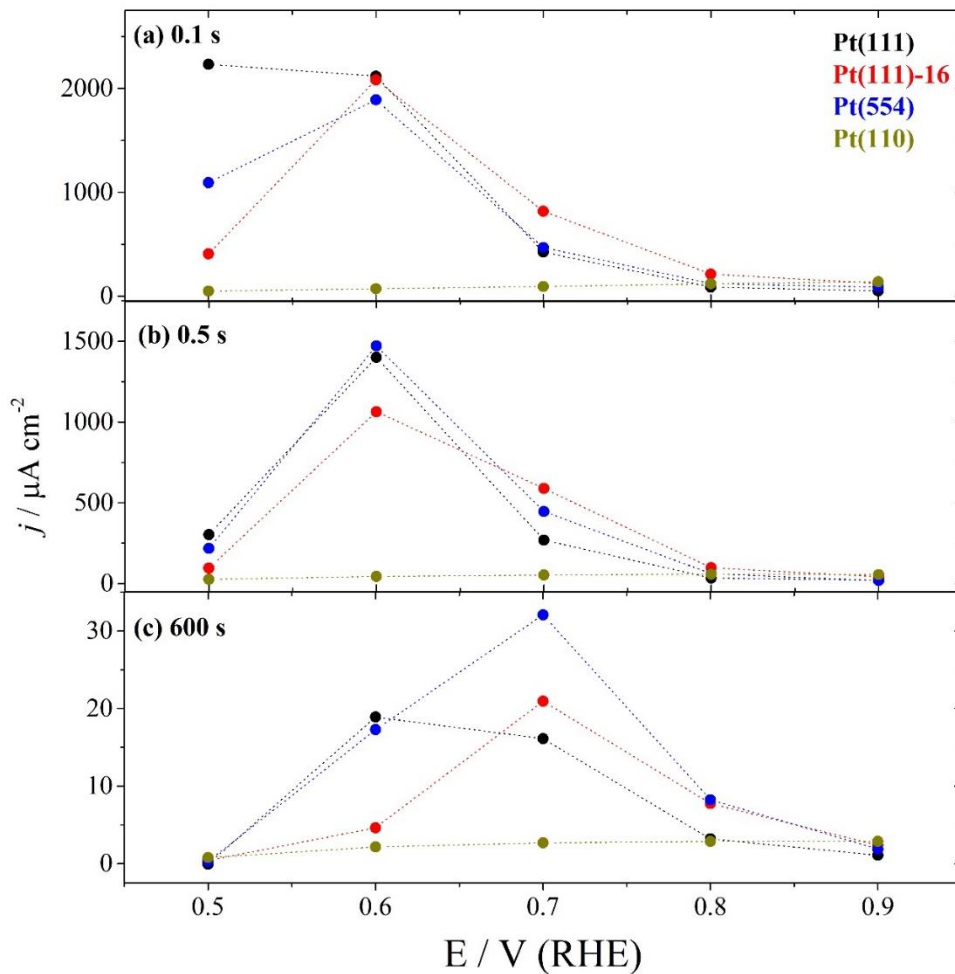 (a) 0.1 s
Pt(111)
Pt(111)-16
Pt(554)
Pt(110)
2000
1000
0
(b) 0.5 s
1500
1000
500
0
j / μA cm⁻²
(c) 600 s
30
20
10
0
0.5 0.6 0.7 0.8 0.9
E / V (RHE)